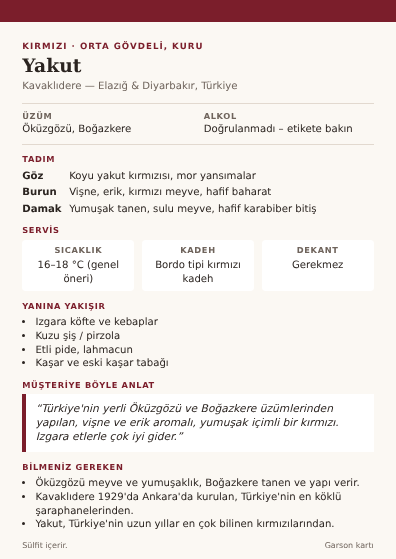 KIRMIZI · ORTA GÖVDELİ, KURU
Yakut
Kavaklıdere — Elazığ & Diyarbakır, Türkiye
ÜZÜM
ALKOL
Öküzgözü, Boğazkere
Doğrulanmadı – etikete bakın
TADIM
Göz Koyu yakut kırmızısı, mor yansımalar
Burun Vişne, erik, kırmızı meyve, hafif baharat
Damak Yumuşak tanen, sulu meyve, hafif karabiber bitiş
SERVİS
SICAKLIK
16–18 °C (genel
öneri)
KADEH
Bordo tipi kırmızı
kadeh
DEKANT
Gerekmez
YANINA YAKIŞIR
• Izgara köfte ve kebaplar
• Kuzu şiş / pirzola
• Etli pide, lahmacun
• Kaşar ve eski kaşar tabağı
MÜŞTERİYE BÖYLE ANLAT
“Türkiye'nin yerli Öküzgözü ve Boğazkere üzümlerinden
yapılan, vişne ve erik aromalı, yumuşak içimli bir kırmızı.
Izgara etlerle çok iyi gider.”
BİLMENİZ GEREKEN
• Öküzgözü meyve ve yumuşaklık, Boğazkere tanen ve yapı verir.
• Kavaklıdere 1929'da Ankara'da kurulan, Türkiye'nin en köklü
şaraphanelerinden.
• Yakut, Türkiye'nin uzun yıllar en çok bilinen kırmızılarından.
Sülfit içerir.
Garson kartı